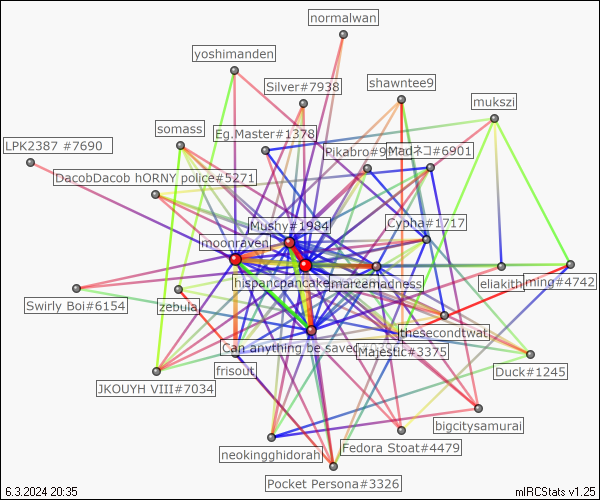 normalwan
yoshimanden
Silver#7938
shawntee9
mukszi
somass
Eg.Master#1378
LPK2387 #7690
Pikabro#9
Madネコ#6901
DacobDacob hORNY police#5271
Mushy#1984
Cypha#1717
moonraven
hispancpancake
marcemadness
eliakith
ming#4742
Swirly Boi#6154
zebula
thesecondtwat
Can anything be saved
Majestic#3375
frisout
Duck#1245
JKOUYH VIII#7034
bigcitysamurai
neokingghidorah
Fedora Stoat#4479
Pocket Persona#3326
6.3.2024 20:35
mIRCStats v1.25